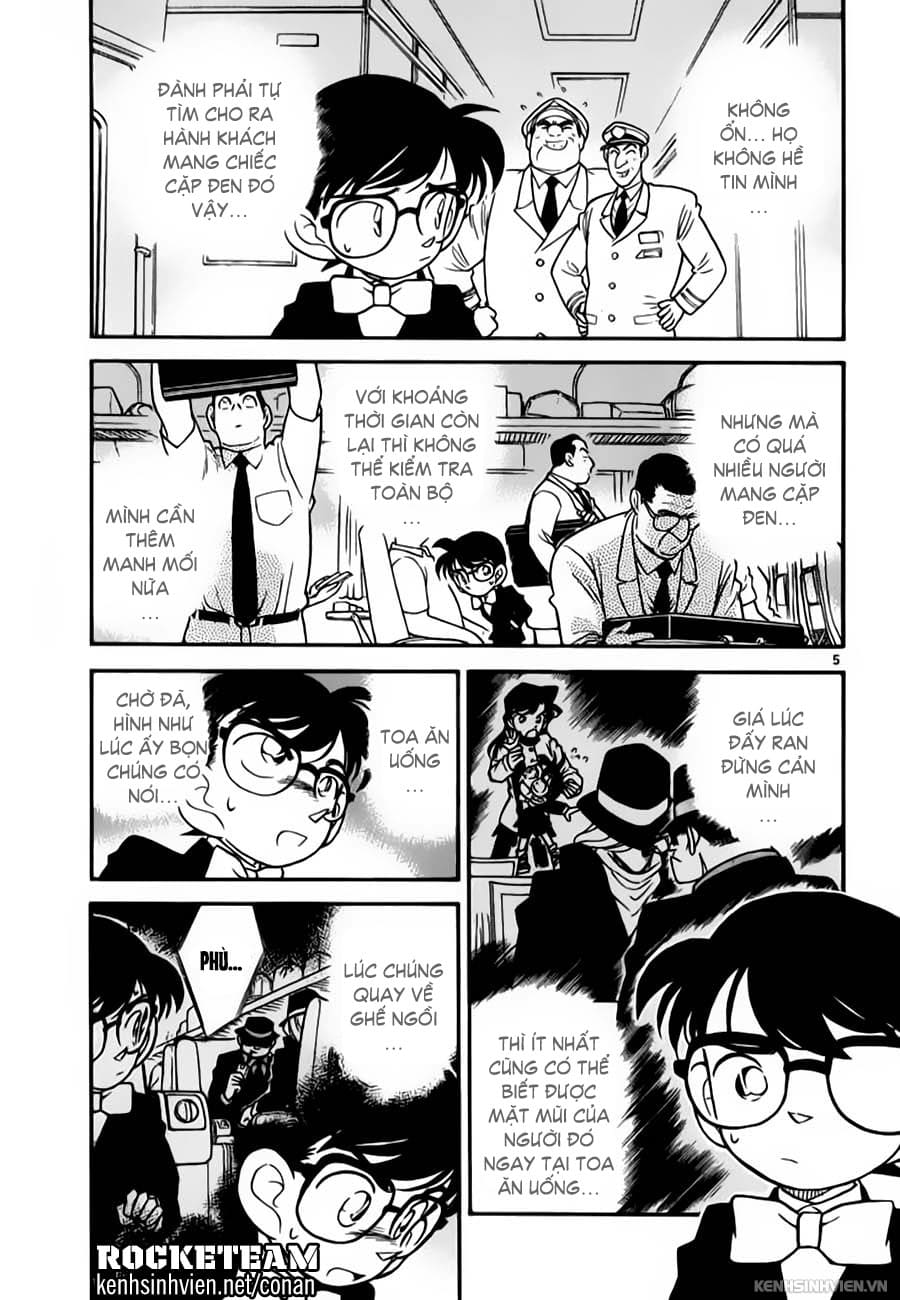 KHÔNG
ỔN... HỌ
KHÔNG HỀ
TIN MÌNH
...
ĐÀNH PHẢI TỰ
TÌM CHO RA
HÀNH KHÁCH
MANG CHIẾC
CẶP ĐEN ĐÓ
VẬY...
NHƯNG MÀ
CÓ QUÁ
NHIỀU NGƯỜI
MANG CẶP
ĐEN...
VỚI KHOẢNG
THỜI GIAN CÒN
LẠI THÌ KHÔNG
THỂ KIỂM TRA
TOÀN BỘ
...
MÌNH CẦN
THÊM
MANH MỐI
NỮA
...
5
GIÁ LÚC
ĐẤY RAN
ĐỪNG CẢN
MÌNH
...
THÌ ÍT NHẤT
CŨNG CÓ THỂ
BIẾT ĐƯỢC
MẶT MŨI CỦA
NGƯỜI ĐÓ
NGAY TẠI TOA
ĂN UỐNG...
TOA ĂN
UỐNG
CHỜ ĐÃ,
HÌNH NHƯ
LÚC ẤY BỌN
CHÚNG CÓ
NÓI...
LÚC CHÚNG
QUAY VỀ
GHẾ NGỒI
...
PHÙ...
ROCKETEAM
kenhsinhvien.net/conan
KENHSINHVIEN.VN